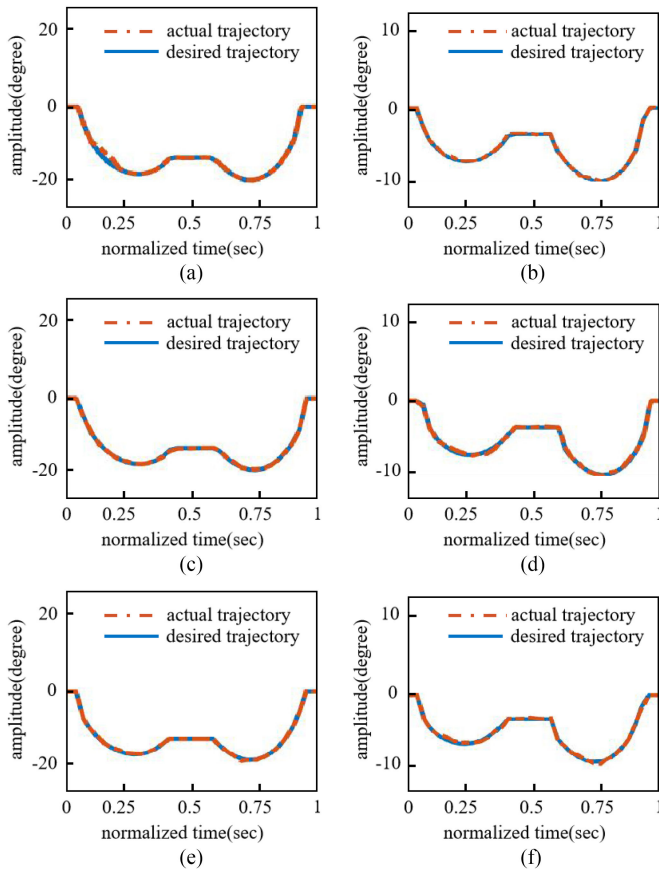 20
actual trajectory
desired trajectory
0
-20
amplitude(degree)
0 0.25 0.5 0.75 1
normalized time(sec)
(a)
10
actual trajectory
desired trajectory
0
-10
amplitude(degree)
0 0.25 0.5 0.75 1
normalized time(sec)
(b)
20
actual trajectory
desired trajectory
0
-20
amplitude(degree)
0 0.25 0.5 0.75 1
normalized time(sec)
(c)
10
actual trajectory
desired trajectory
0
-10
amplitude(degree)
0 0.25 0.5 0.75 1
normalized time(sec)
(d)
20
actual trajectory
desired trajectory
0
-20
amplitude(degree)
0 0.25 0.5 0.75 1
normalized time(sec)
(e)
10
actual trajectory
desired trajectory
0
-10
amplitude(degree)
0 0.25 0.5 0.75 1
normalized time(sec)
(f)